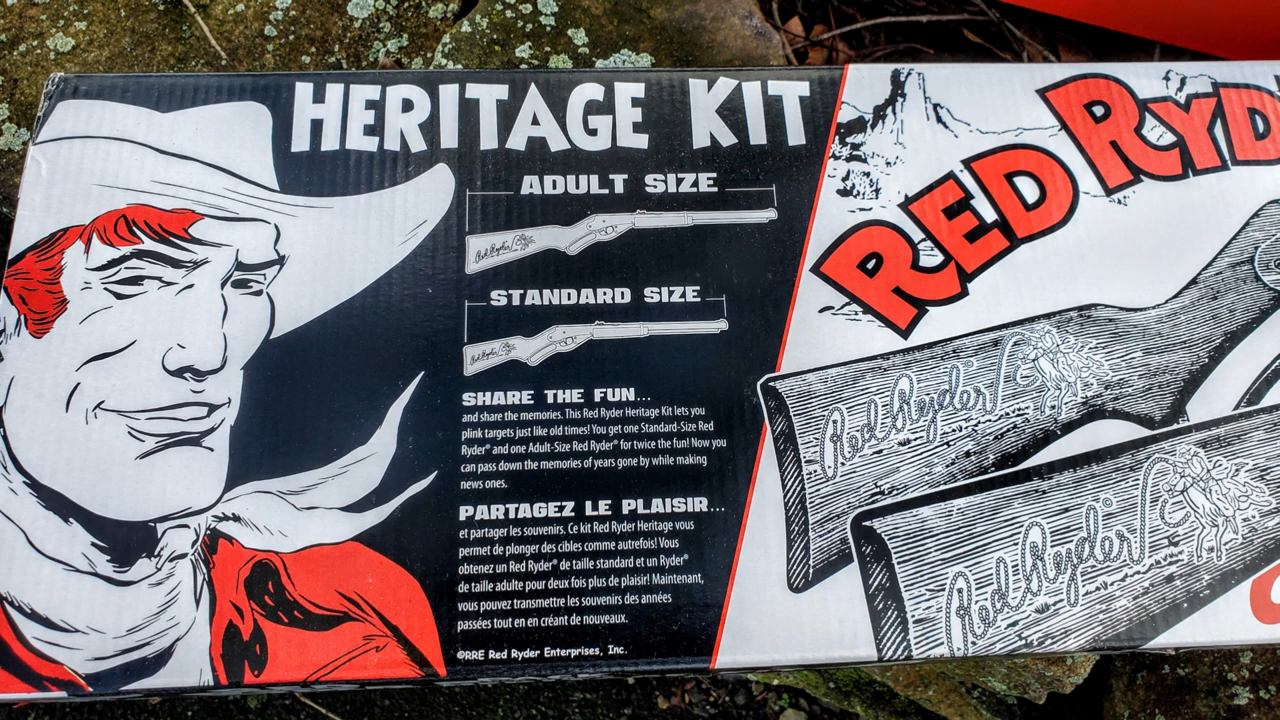 HERITAGE KIT
ADULT SIZE
Red Ryder
STANDARD SIZE
Red Ryder
SHARE THE FUN...
and share the memories. This Red Ryder Heritage Kit lets you
plink targets just like old times! You get one Standard-Size Red
Ryder® and one Adult-Size Red Ryder® for twice the fun! Now you
can pass down the memories of years gone by while making
news ones.
PARTAGEZ LE PLAISIR...
et partager les souvenirs. Ce kit Red Ryder Heritage vous
permet de plonger des cibles comme autrefois! Vous
obtenez un Red Ryder® de taille standard et un Ryder®
de taille adulte pour deux fois plus de plaisir! Maintenant,
vous pouvez transmettre les souvenirs des années
passées tout en en créant de nouveaux.
©RRE Red Ryder Enterprises, Inc.
RED RYD
Red Ryder
Red Ryder